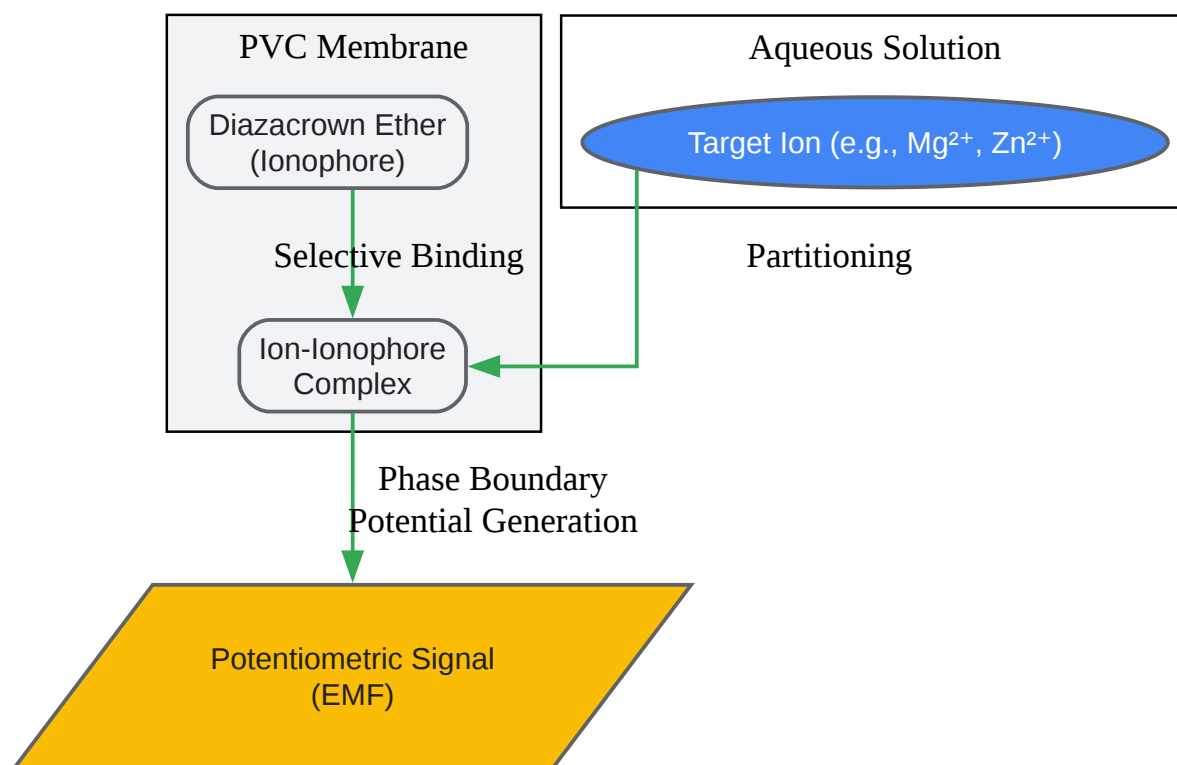 PVC Membrane
Aqueous Solution
Diazacrown Ether
(Ionophore)
Target Ion (e.g., Mg²⁺, Zn²⁺)
Selective Binding
Partitioning
Ion-Ionophore
Complex
Phase Boundary
Potential Generation
Potentiometric Signal
(EMF)